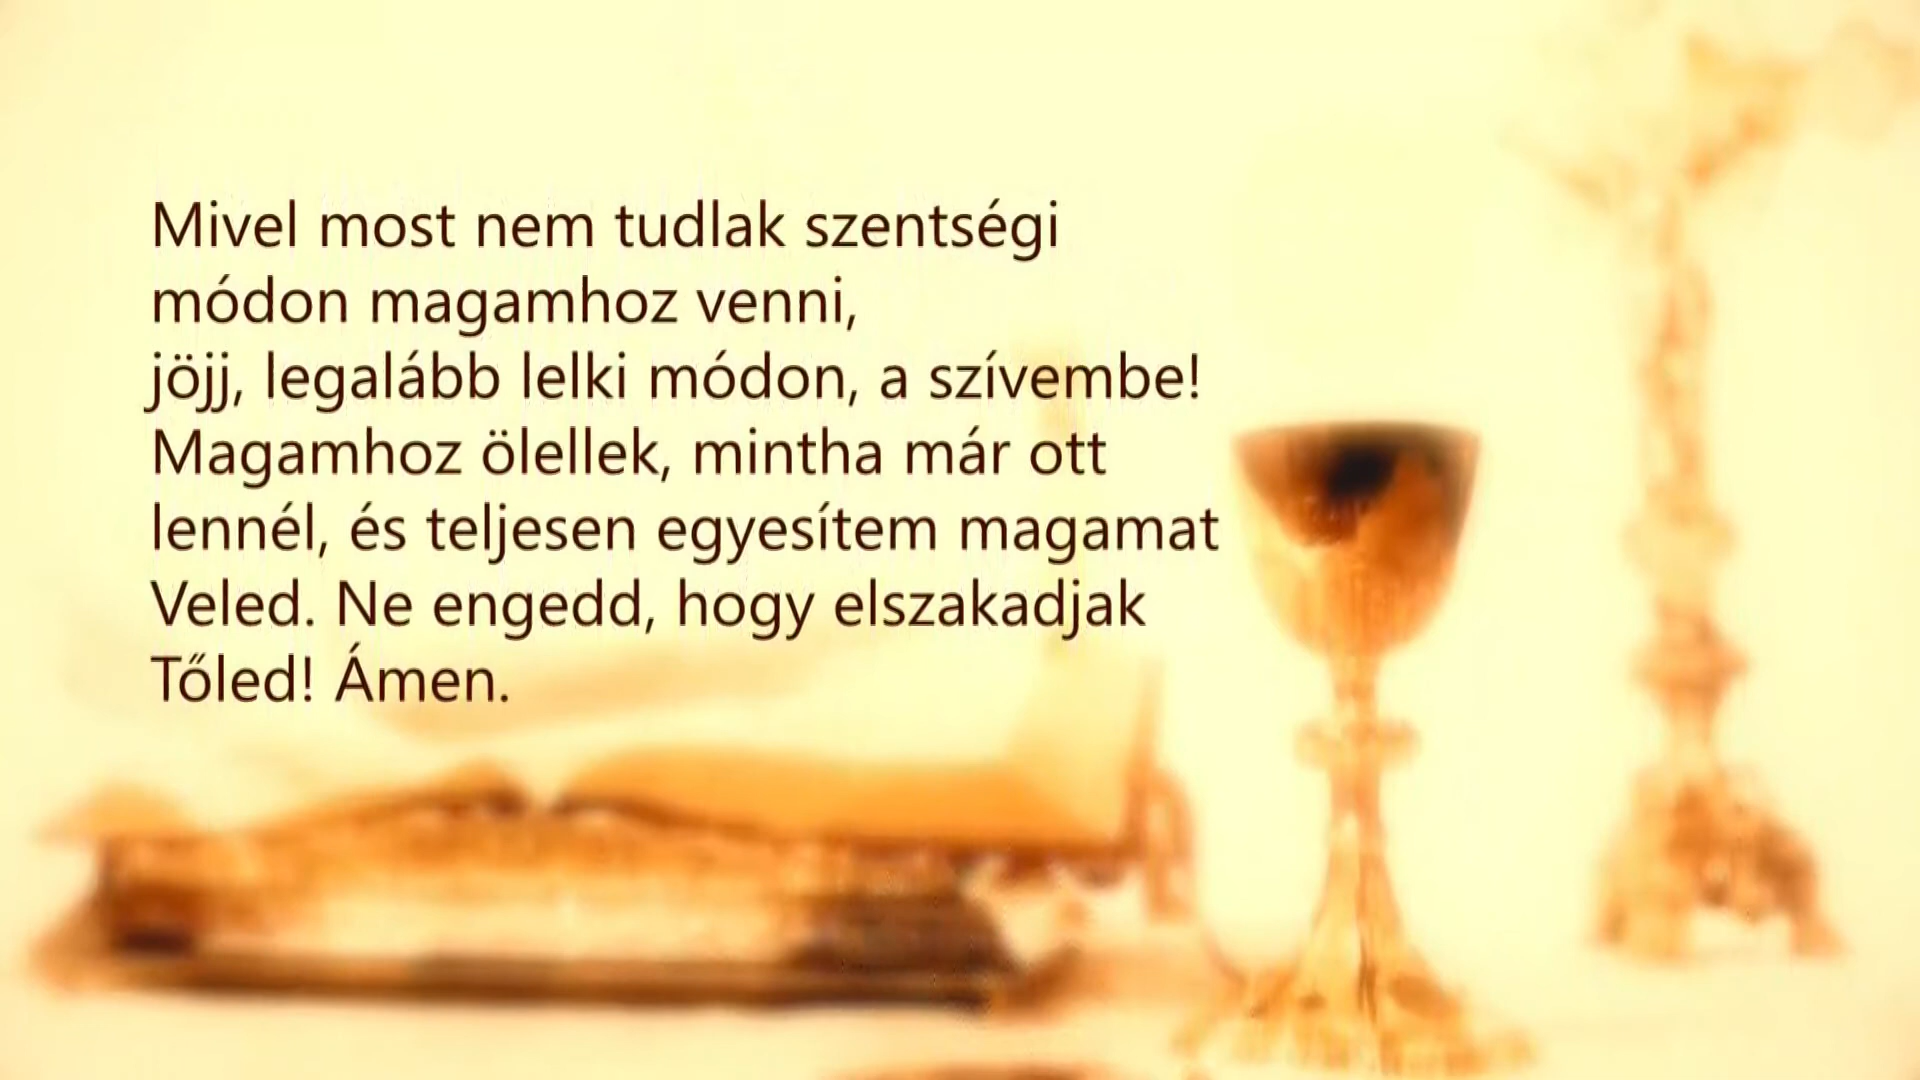 Mivel most nem tudlak szentségi
módon magamhoz venni,
jöjj, legalább lelki módon, a szívembe!
Magamhoz ölellek, mintha már ott
lennél, és teljesen egyesítem magamat
Veled. Ne engedd, hogy elszakadjak
Tőled! Ámen.